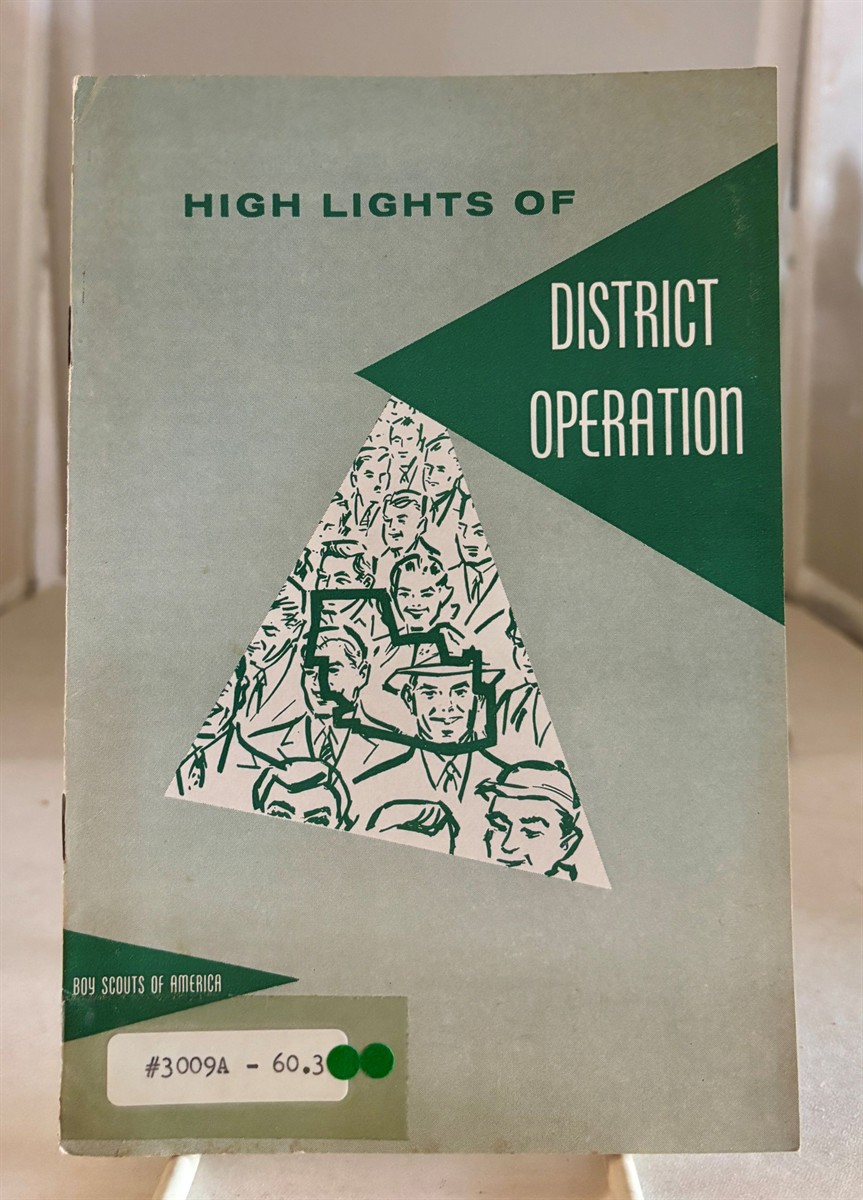 HIGH LIGHTS OF
DISTRICT
OPERATION
BOY SCOUTS OF AMERICA
#3009A - 60.3